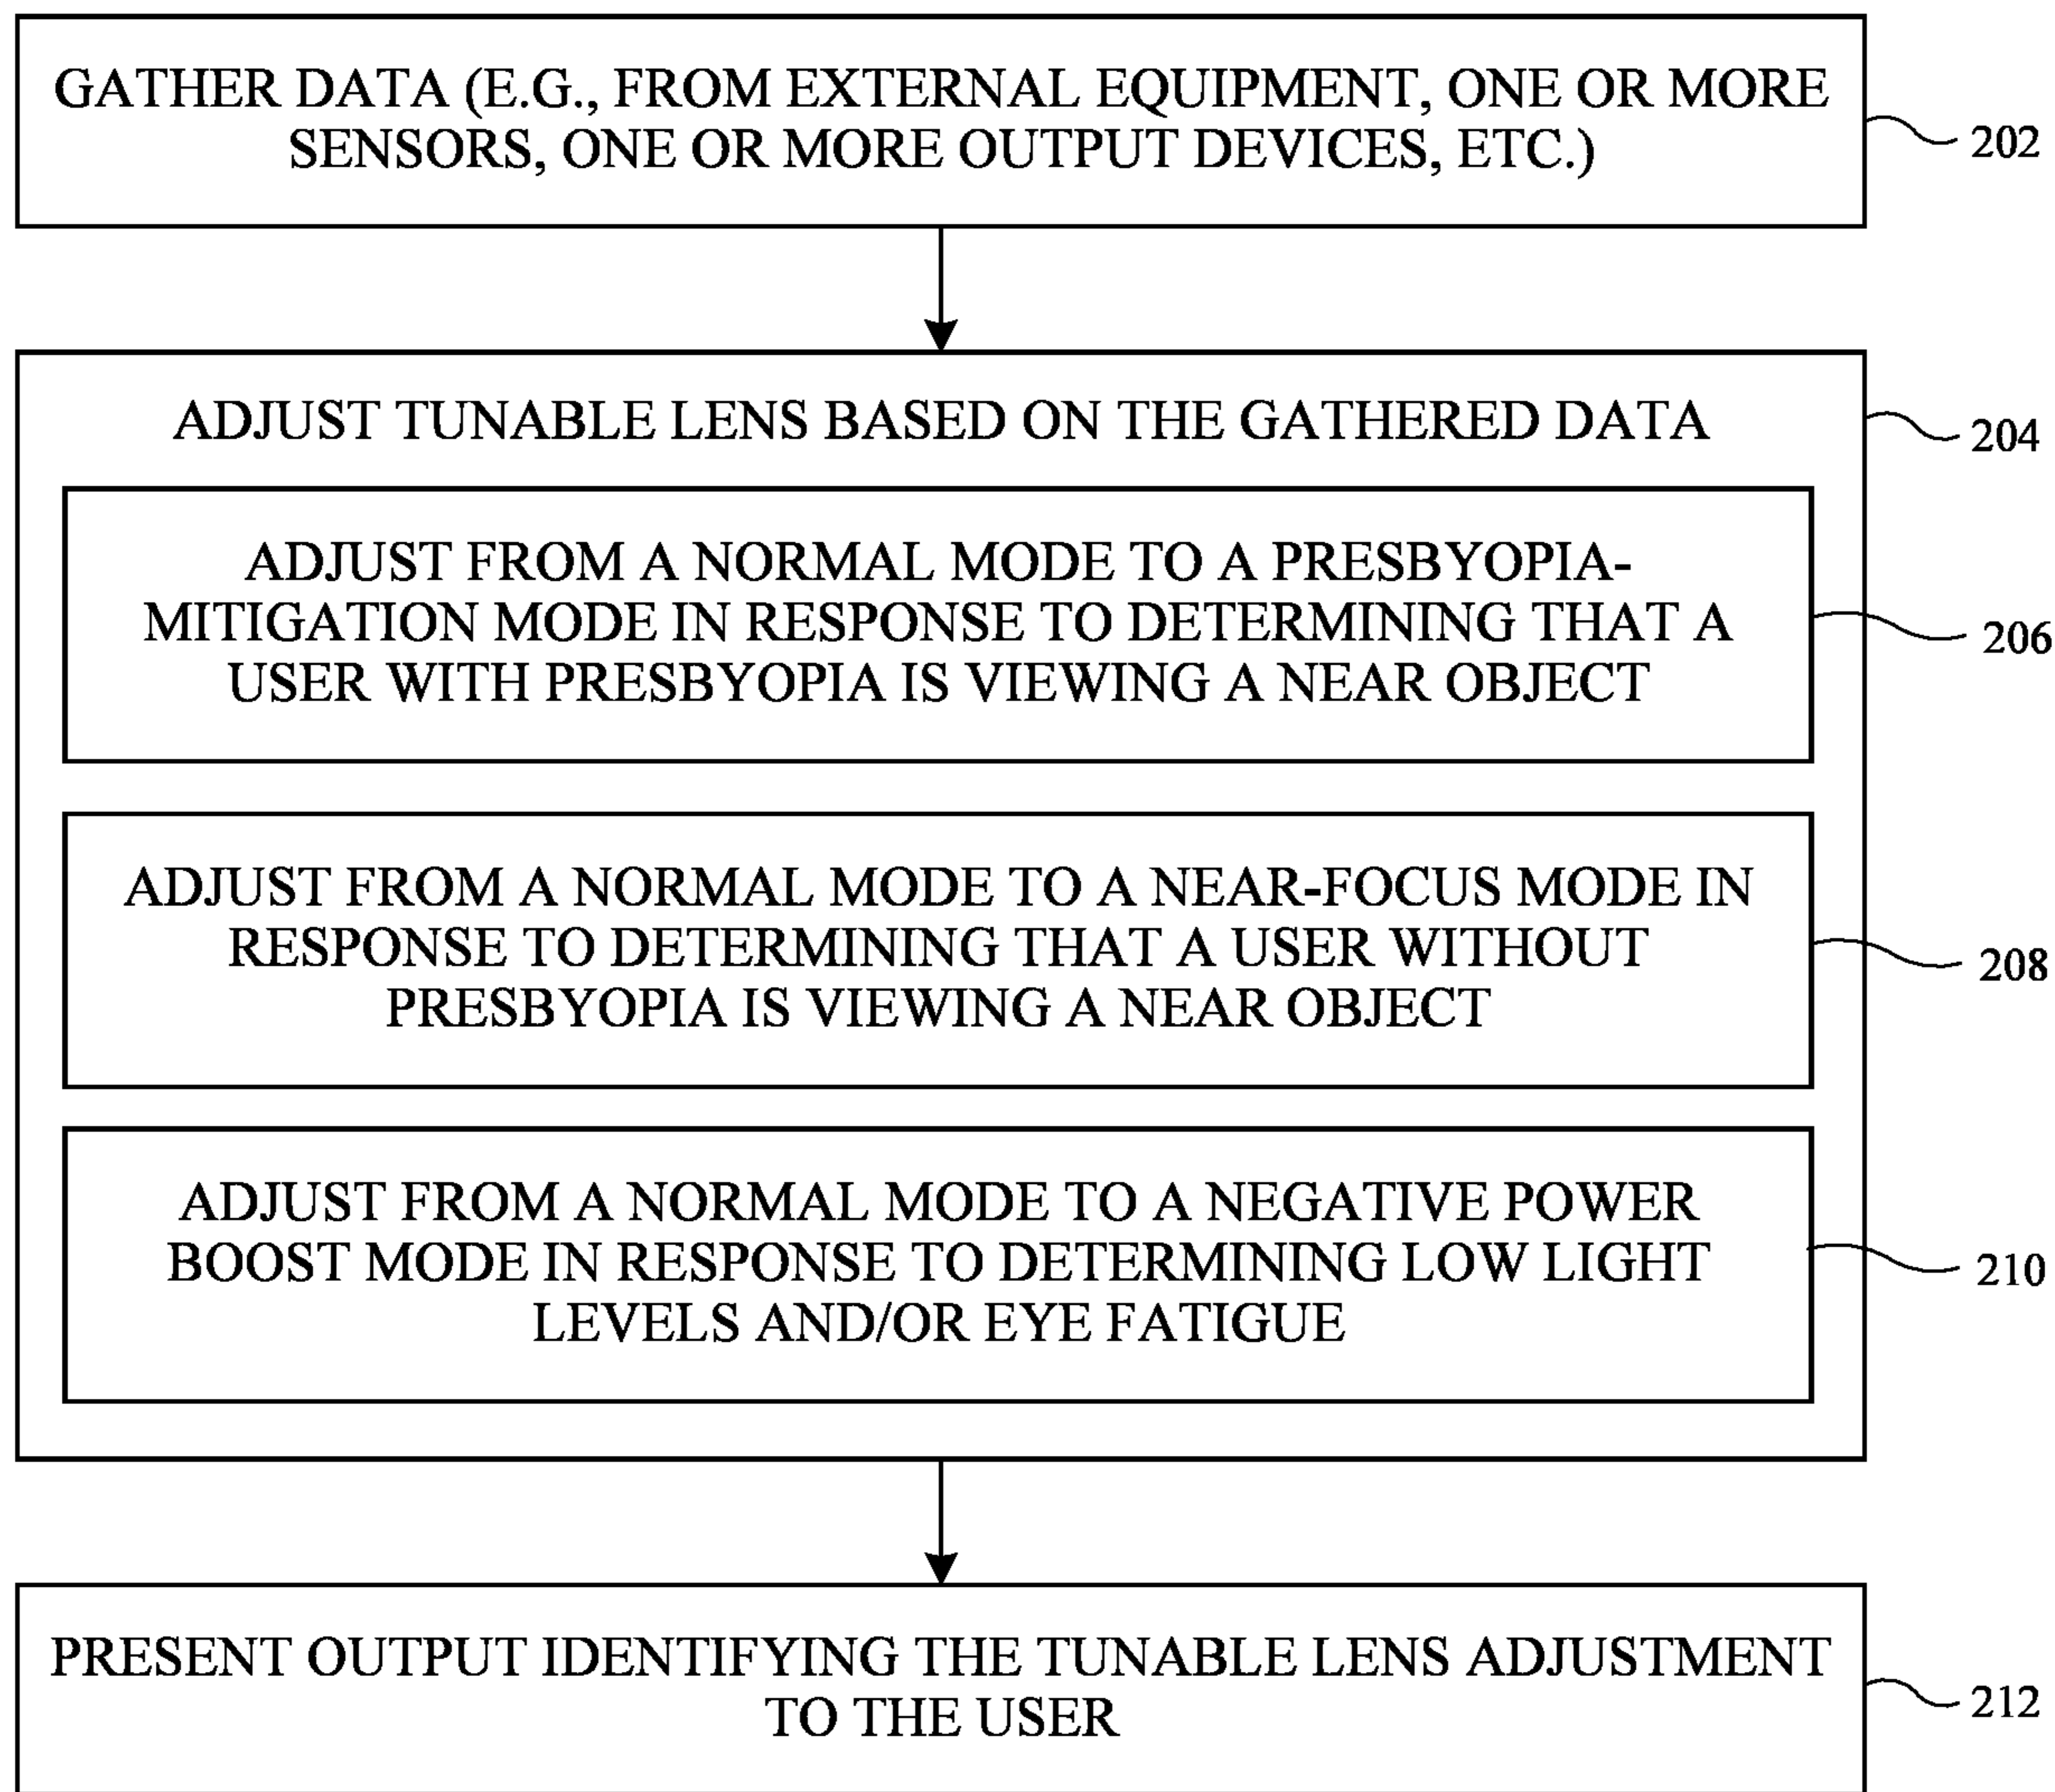 GATHER DATA (E.G., FROM EXTERNAL EQUIPMENT, ONE OR MORE
SENSORS, ONE OR MORE OUTPUT DEVICES, ETC.)
202
ADJUST TUNABLE LENS BASED ON THE GATHERED DATA
204
ADJUST FROM A NORMAL MODE TO A PRESBYOPIA-
MITIGATION MODE IN RESPONSE TO DETERMINING THAT A
USER WITH PRESBYOPIA IS VIEWING A NEAR OBJECT
206
ADJUST FROM A NORMAL MODE TO A NEAR-FOCUS MODE IN
RESPONSE TO DETERMINING THAT A USER WITHOUT
PRESBYOPIA IS VIEWING A NEAR OBJECT
208
ADJUST FROM A NORMAL MODE TO A NEGATIVE POWER
BOOST MODE IN RESPONSE TO DETERMINING LOW LIGHT
LEVELS AND/OR EYE FATIGUE
210
PRESENT OUTPUT IDENTIFYING THE TUNABLE LENS ADJUSTMENT
TO THE USER
212